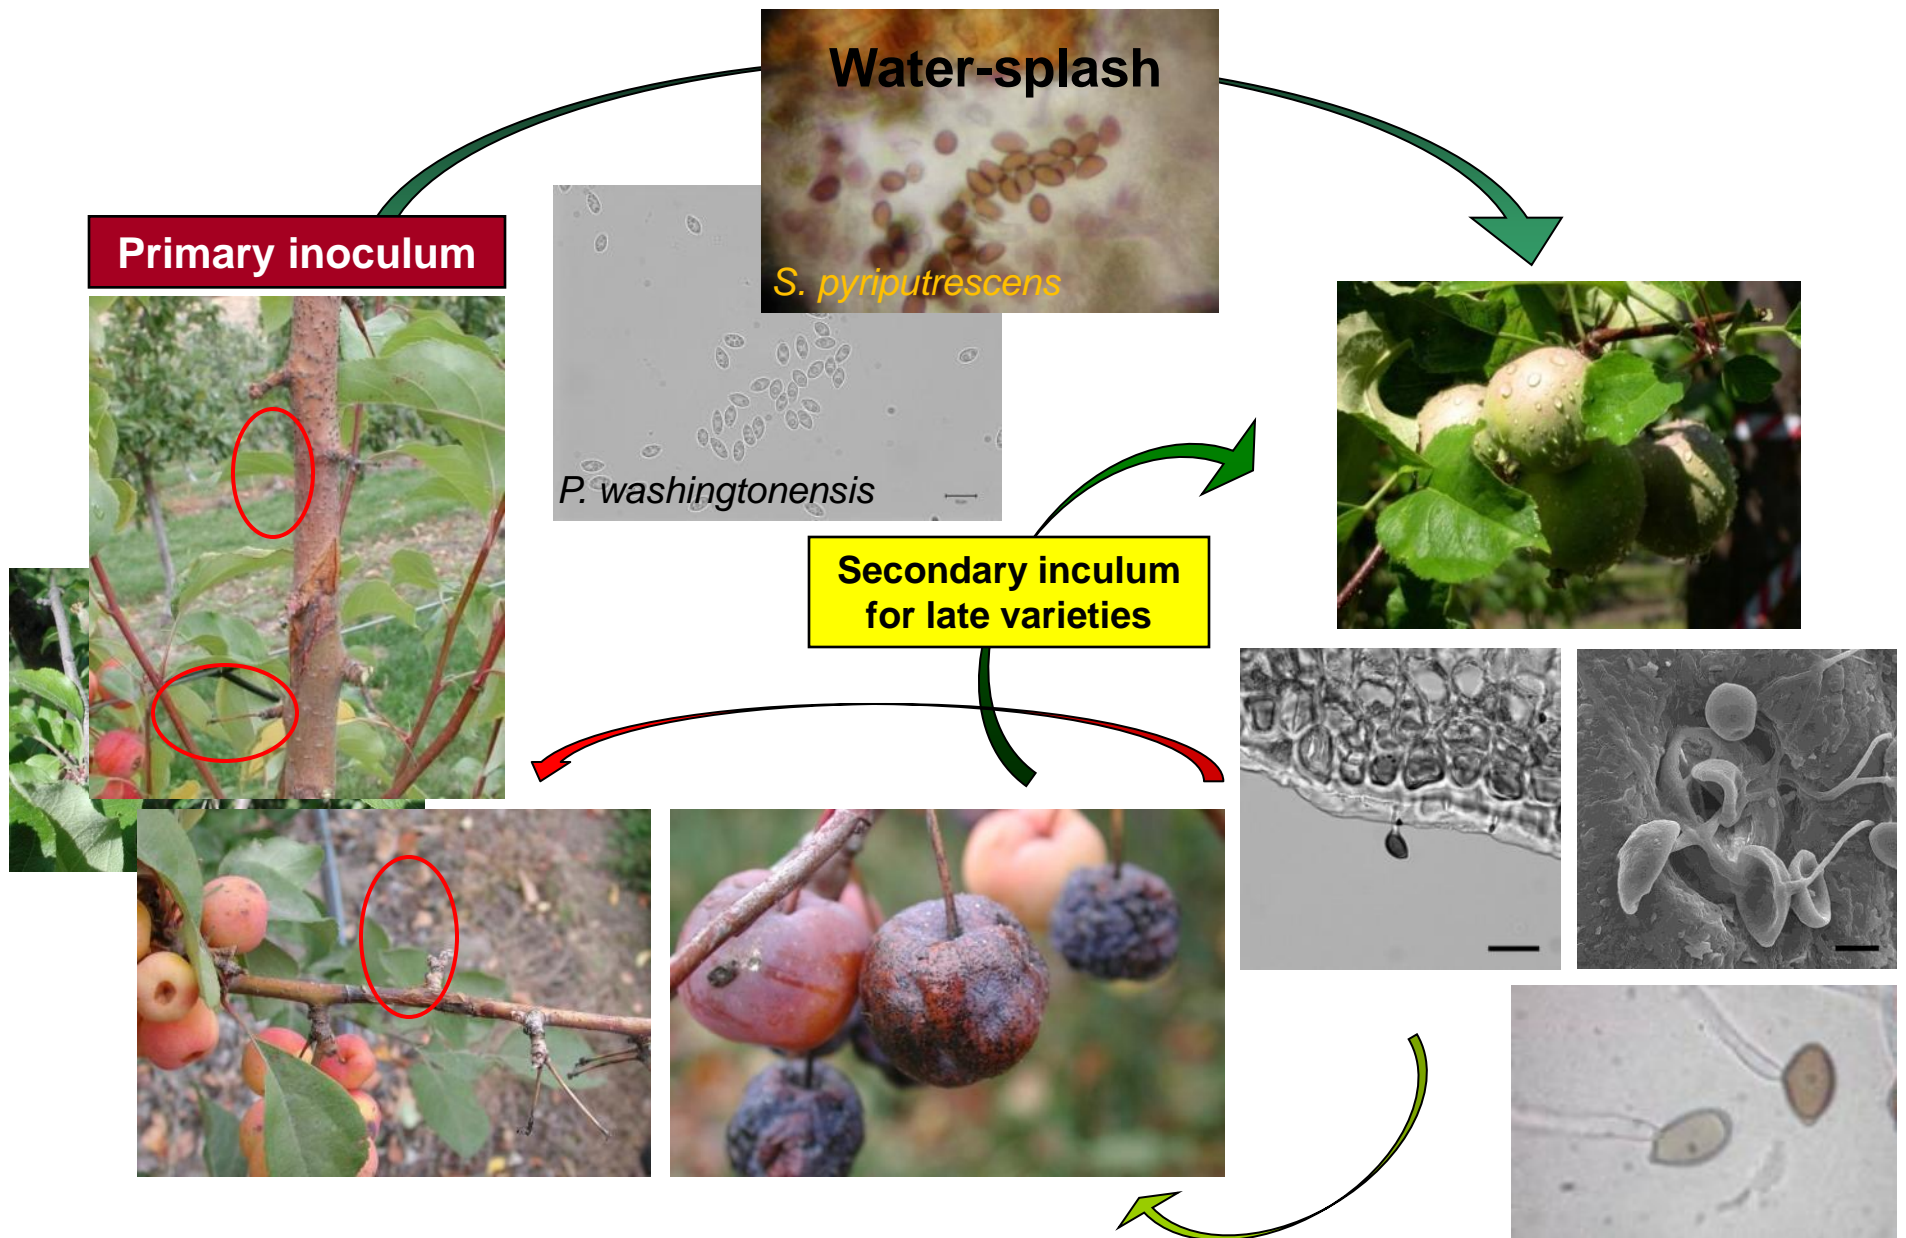 Water-splash
S. pyriputrescens
Primary inoculum
P. washingtonensis
Secondary inculum
for late varieties